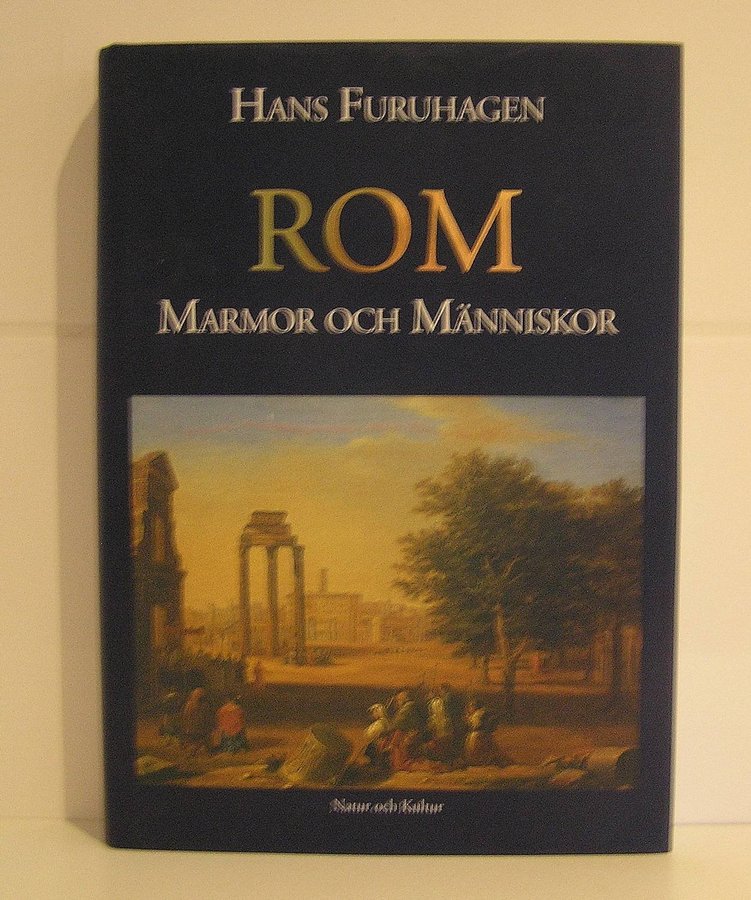 HANS FURUHAGEN
ROM
MARMOR OCH MÄNNISKOR
Natur och Kultur